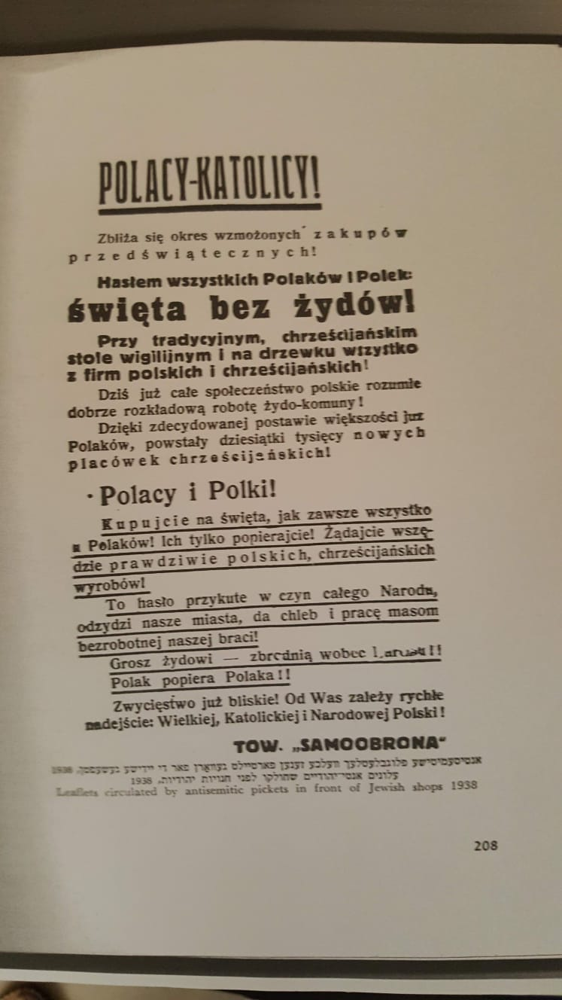 POLACY-KATOLICY!
Zbliża się okres wzmożonych zakupów
przedświątecznych!
Hasłem wszystkich Polaków i Polek:
święta bez żydów!
Przy tradycyjnym, chrześcijańskim
stole wigilijnym i na drzewku wszystko
z firm polskich i chrześcijańskich!
Dziś już całe społeczeństwo polskie rozumie
dobrze rozkładową robotę żydo-komuny!
Dzięki zdecydowanej postawie większości już
Polaków, powstały dziesiątki tysięcy nowych
placówek chrześcijańskich!
Polacy i Polki!
Kupujcie na święta, jak zawsze wszystko
u Polaków! Ich tylko popierajcie! Żądajcie wszę-
dzie prawdziwie polskich, chrześcijańskich
wyrobów!
To hasło przykute w czyn całego Narodu,
odżydzi nasze miasta, da chleb i pracę masom
bezrobotnej naszej braci!
Grosz żydowi — zbrodnią wobec
Polak popiera Polaka!!
Zwycięstwo już bliskie! Od Was zależy rychłe
nadejście: Wielkiej, Katolickiej i Narodowej Polski!
TOW. „SAMOOBRONA"
אנטיסעמיטישע פלוגבלעטלעך וועלכע זענען פארטיילט געווארן פאר די יידישע געשעפטן, 1938
עלונים אנטי־יהודיים שחולקו לפני חנויות יהודיות, 1938
Leaflets circulated by antisemitic pickets in front of Jewish shops 1938
208